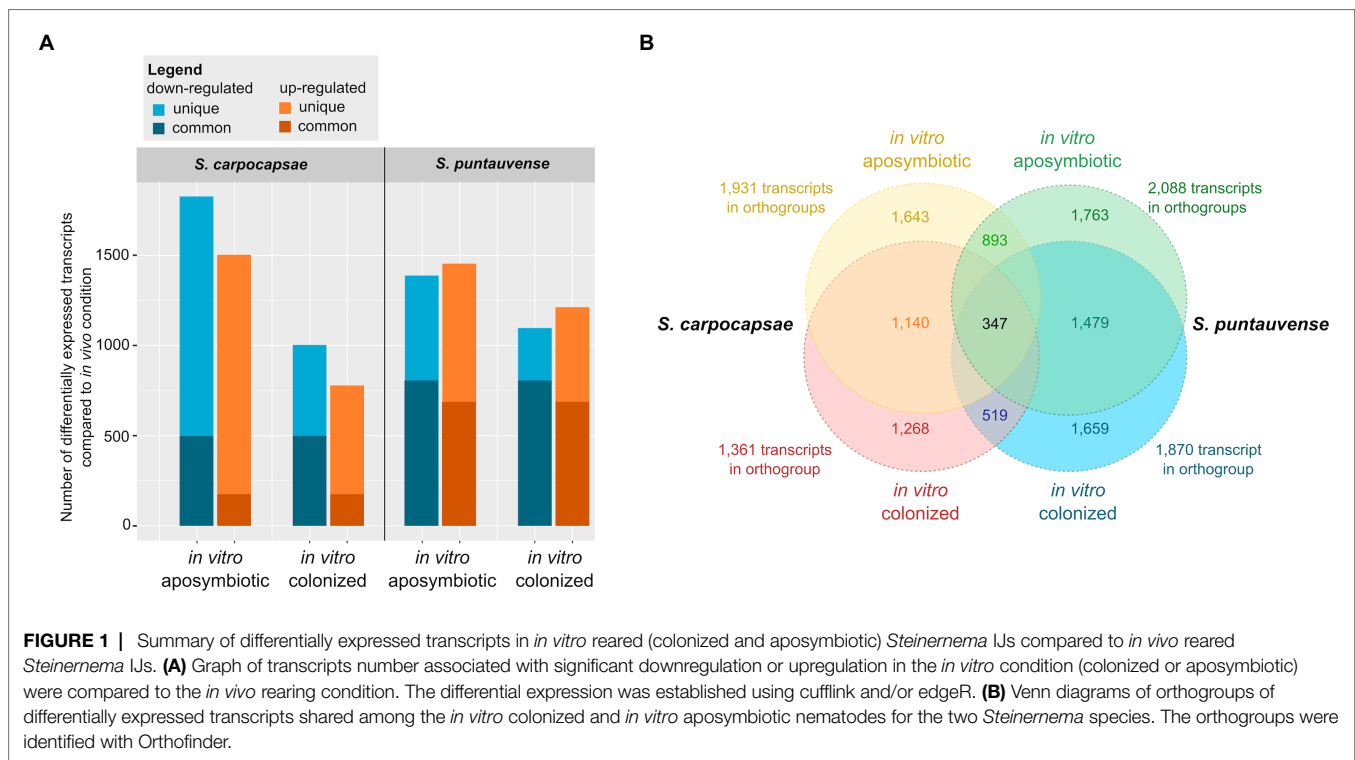 A
Legend
down-regulated
up-regulated
unique
unique
common
common
S. carpocapsae
S. puntauvense
Number of differentially expressed transcripts
compared to in vivo condition
1500
1000
500
0
in vitro
aposymbiotic
in vitro
colonized
in vitro
aposymbiotic
in vitro
colonized
B
in vitro
aposymbiotic
in vitro
aposymbiotic
1,931 transcripts
in orthogroups
2,088 transcripts
in orthogroups
1,643
893
1,763
S. carpocapsae
1,140
347
1,479
S. puntauvense
1,268
519
1,659
1,361 transcripts
in orthogroup
1,870 transcript
in orthogroup
in vitro
colonized
in vitro
colonized
FIGURE 1 | Summary of differentially expressed transcripts in in vitro reared (colonized and aposymbiotic) Steinernema IJs compared to in vivo reared
Steinernema IJs. (A) Graph of transcripts number associated with significant downregulation or upregulation in the in vitro condition (colonized or aposymbiotic)
were compared to the in vivo rearing condition. The differential expression was established using cufflink and/or edgeR. (B) Venn diagrams of orthogroups of
differentially expressed transcripts shared among the in vitro colonized and in vitro aposymbiotic nematodes for the two Steinernema species. The orthogroups were
identified with Orthofinder.